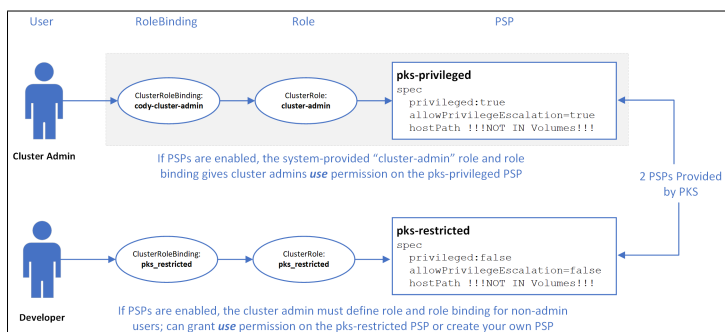 User RoleBinding Role PSP
pks-privileged
spec
privileged:true
allowPrivilegeEscalation=true
hostPath !!!NOT IN Volumes!!!
ClusterRoleBinding:
cody-cluster-admin
ClusterRole:
cluster-admin
Cluster Admin
If PSPs are enabled, the system-provided “cluster-admin” role and role
binding gives cluster admins use permission on the pks-privileged PSP
2 PSPs Provided
by PKS
pks-restricted
spec
privileged:false
allowPrivilegeEscalation=false
hostPath !!!NOT IN Volumes!!!
ClusterRoleBinding:
pks_restricted
ClusterRole:
pks_restricted
Developer
If PSPs are enabled, the cluster admin must define role and role binding for non-admin
users; can grant use permission on the pks-restricted PSP or create your own PSP